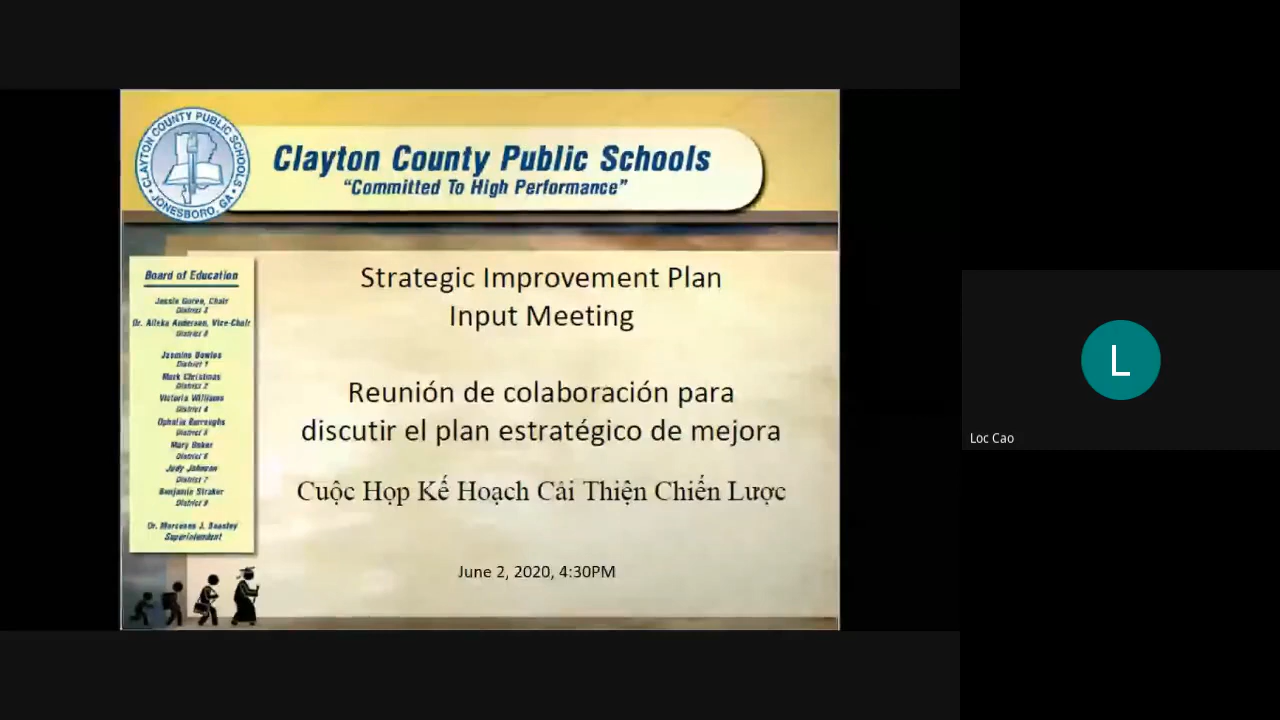 CLAYTON COUNTY PUBLIC SCHOOLS
JONESBORO, GA
Clayton County Public Schools
“Committed To High Performance”
Board of Education
Jessie Goree, Chair
District 3
Dr. Alieka Anderson, Vice-Chair
District 8
Jasmine Bowles
District 1
Mark Christmas
District 2
Victoria Williams
District 4
Ophelia Burroughs
District 5
Mary Baker
District 6
Judy Johnson
District 7
Benjamin Straker
District 9
Dr. Morcease J. Beasley
Superintendent
Strategic Improvement Plan
Input Meeting
Reunión de colaboración para
discutir el plan estratégico de mejora
Cuộc Họp Kế Hoạch Cải Thiện Chiến Lược
June 2, 2020, 4:30PM
L
Loc Cao